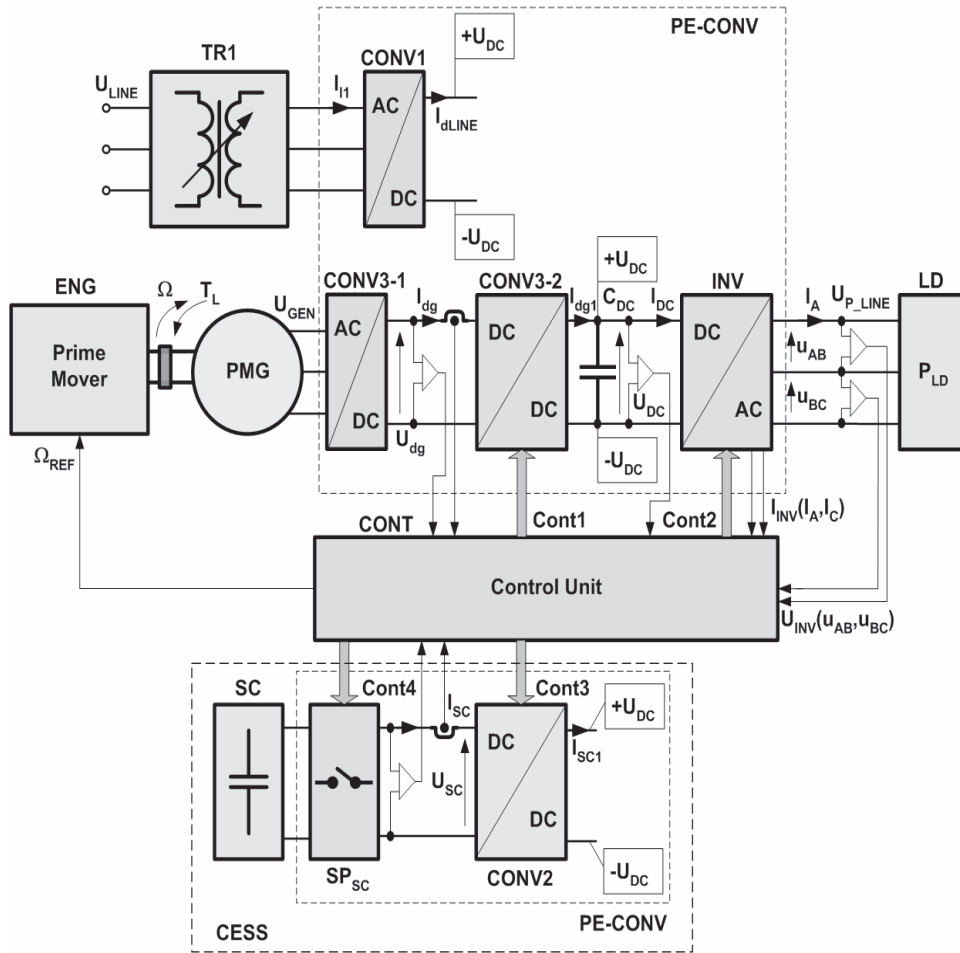 PE-CONV
+U_DC
TR1
CONV1
U_LINE
I_l1
AC
I_dLINE
DC
-U_DC
+U_DC
ENG
Ω
T_L
U_GEN
CONV3-1
I_dg
CONV3-2
I_dg1
C_DC
I_DC
INV
I_A
U_P_LINE
LD
Prime
Mover
PMG
AC
DC
DC
u_AB
P_LD
DC
U_dg
DC
U_DC
AC
u_BC
-U_DC
Ω_REF
CONT
Cont1
Cont2
I_INV(I_A,I_C)
Control Unit
U_INV(u_AB,u_BC)
SC
Cont4
I_SC
Cont3
+U_DC
DC
I_SC1
U_SC
DC
-U_DC
SP_SC
CONV2
CESS
PE-CONV